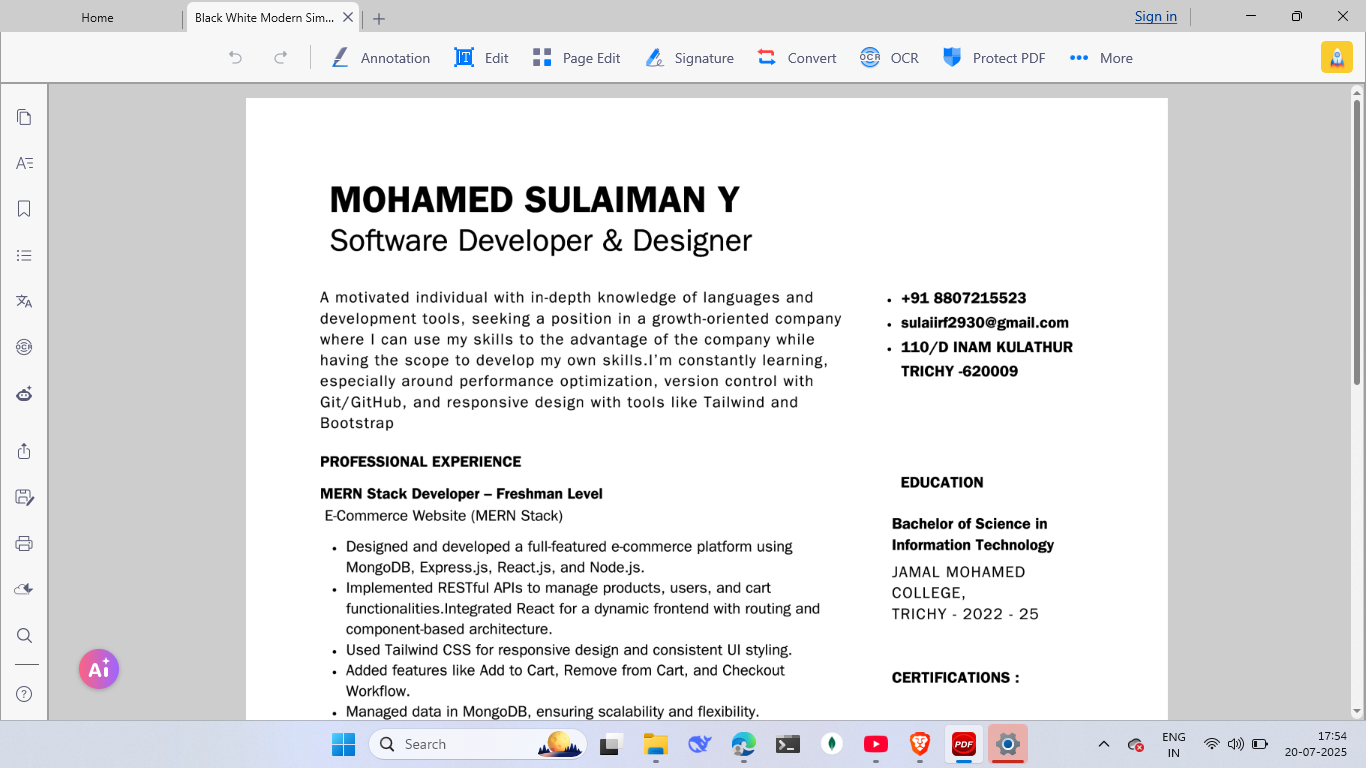 Home
Black White Modern Sim...
Sign in
Annotation
Edit
Page Edit
Signature
Convert
OCR
OCR
Protect PDF
More
MOHAMED SULAIMAN Y
Software Developer & Designer
A motivated individual with in-depth knowledge of languages and
development tools, seeking a position in a growth-oriented company
where I can use my skills to the advantage of the company while
having the scope to develop my own skills.I'm constantly learning,
especially around performance optimization, version control with
Git/GitHub, and responsive design with tools like Tailwind and
Bootstrap
+91 8807215523
sulaiirf2930@gmail.com
110/D INAM KULATHUR
TRICHY -620009
PROFESSIONAL EXPERIENCE
MERN Stack Developer – Freshman Level
E-Commerce Website (MERN Stack)
• Designed and developed a full-featured e-commerce platform using
MongoDB, Express.js, React.js, and Node.js.
• Implemented RESTful APIs to manage products, users, and cart
functionalities.Integrated React for a dynamic frontend with routing and
component-based architecture.
• Used Tailwind CSS for responsive design and consistent UI styling.
• Added features like Add to Cart, Remove from Cart, and Checkout
Workflow.
• Managed data in MongoDB, ensuring scalability and flexibility.
EDUCATION
Bachelor of Science in
Information Technology
JAMAL MOHAMED
COLLEGE,
TRICHY - 2022 - 25
CERTIFICATIONS :
OCR
Ai
Search
PDF
ENG
IN
17:54
20-07-2025